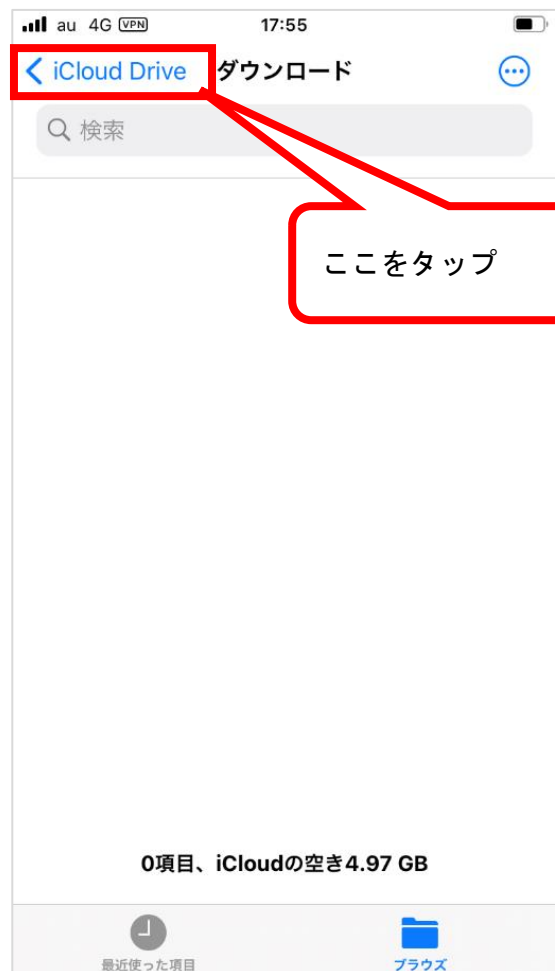 au 4G VPN 17:55
iCloud Drive ダウンロード
検索
ここをタップ
0項目、iCloudの空き4.97 GB
最近使った項目 ブラウズ